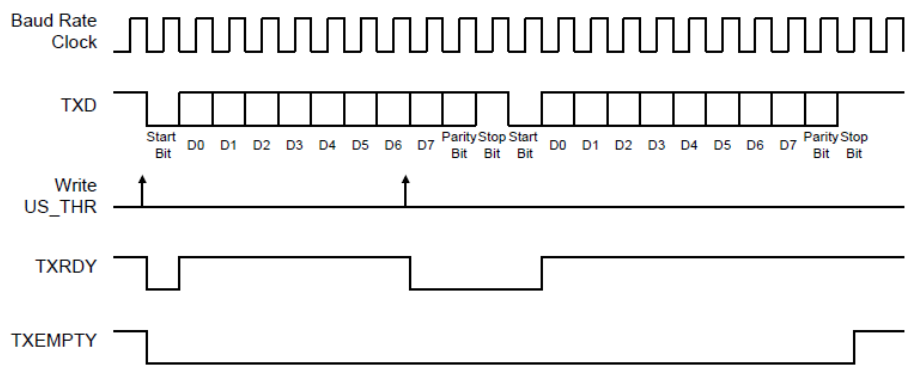 Baud Rate
Clock
TXD
Start
Bit
D0 D1 D2 D3 D4 D5 D6 D7
Parity
Bit
Stop
Bit
Start
Bit
D0 D1 D2 D3 D4 D5 D6 D7
Parity
Bit
Stop
Bit
Write
US_THR
TXRDY
TXEMPTY